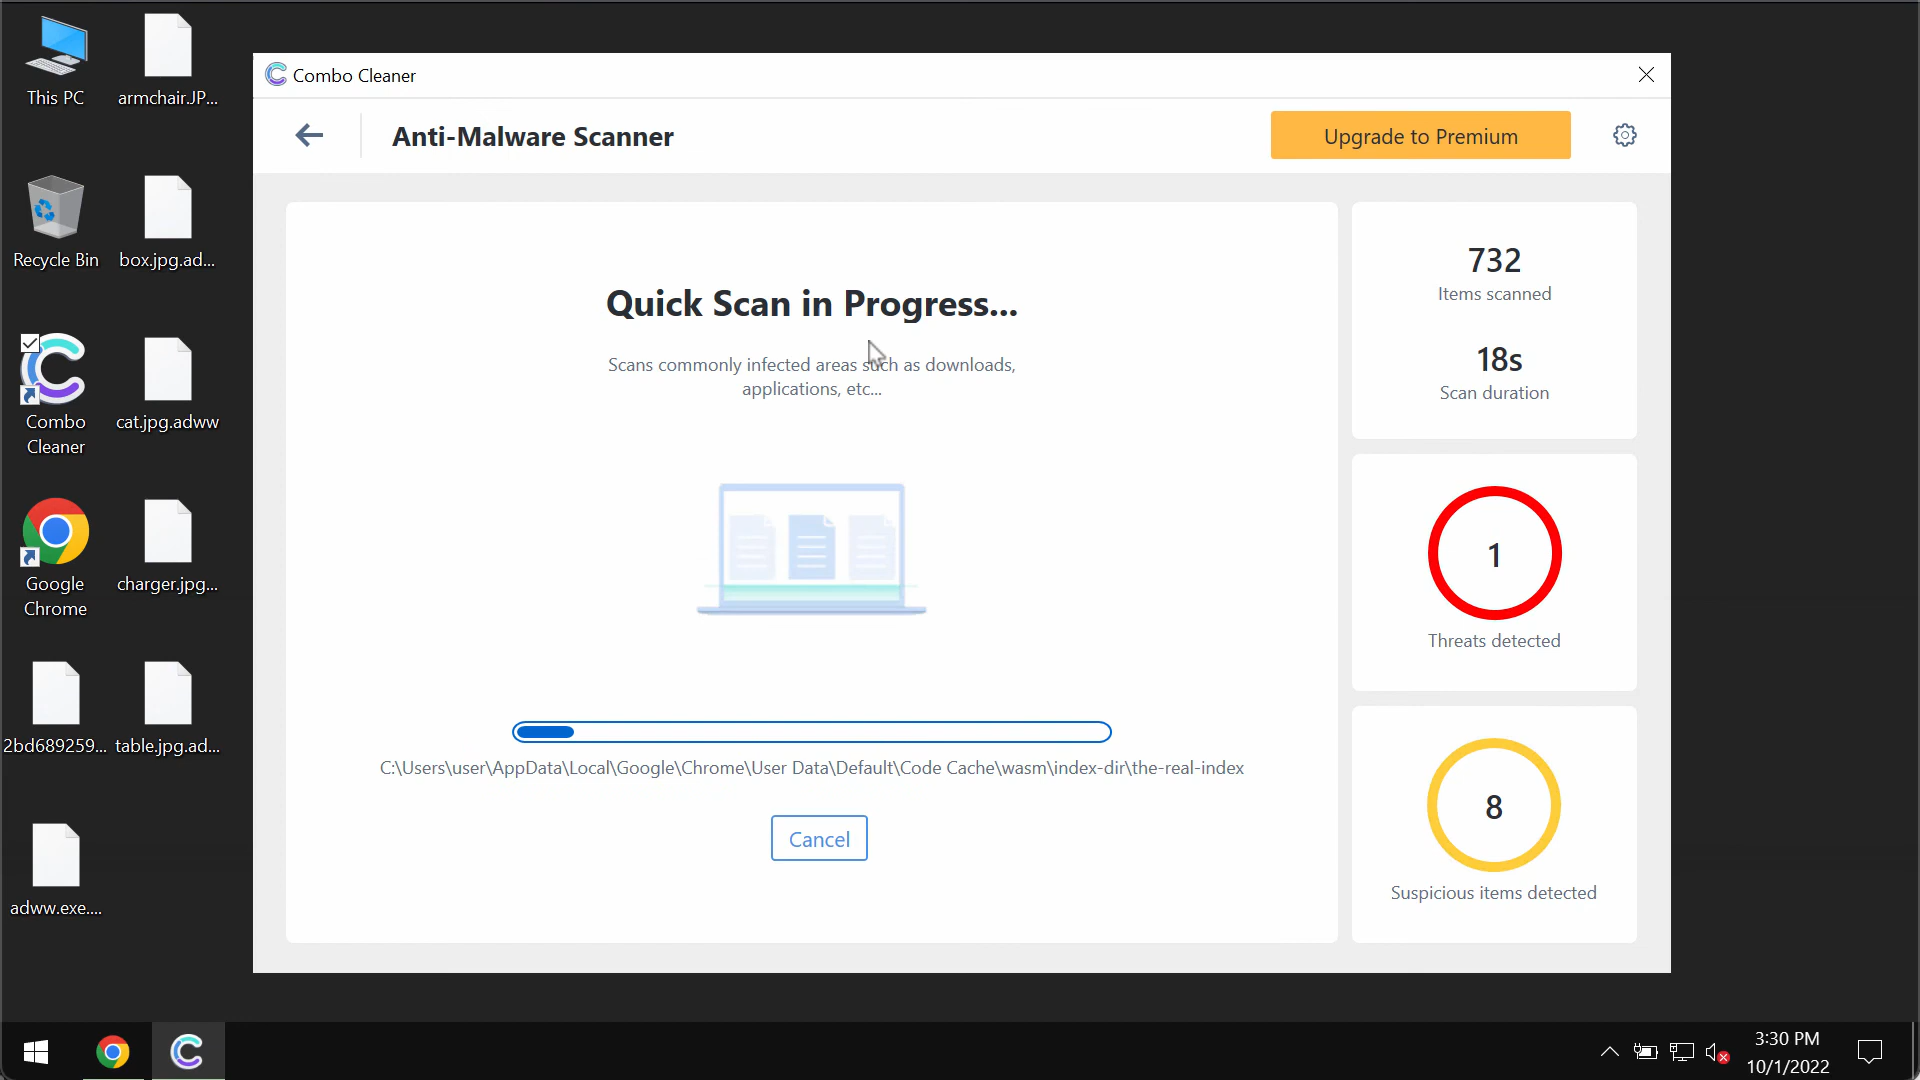 This PC
armchair.JP...
Recycle Bin
box.jpg.ad...
Combo
Cleaner
cat.jpg.adww
Google
Chrome
charger.jpg...
2bd689259...
table.jpg.ad...
adww.exe....
Combo Cleaner
Anti-Malware Scanner
Upgrade to Premium
Quick Scan in Progress...
Scans commonly infected areas such as downloads,
applications, etc...
C:\Users\user\AppData\Local\Google\Chrome\User Data\Default\Code Cache\wasm\index-dir\the-real-index
Cancel
732
Items scanned
18s
Scan duration
1
Threats detected
8
Suspicious items detected
3:30 PM
10/1/2022